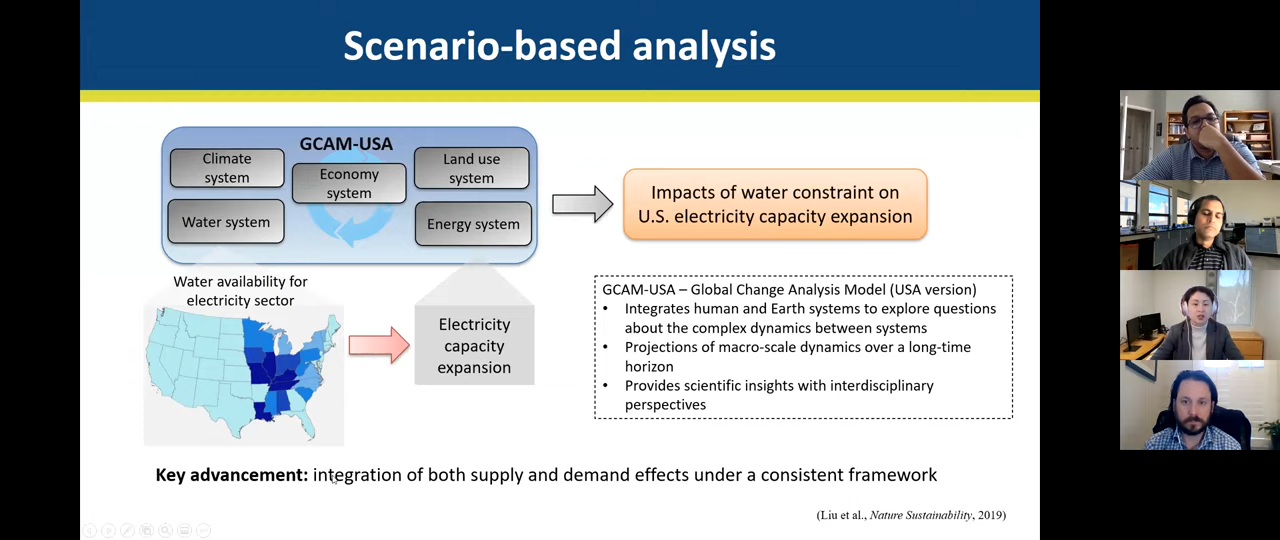 Scenario-based analysis
GCAM-USA
Climate
system
Economy
system
Land use
system
Water system
Energy system
Impacts of water constraint on
U.S. electricity capacity expansion
Water availability for
electricity sector
Electricity
capacity
expansion
GCAM-USA – Global Change Analysis Model (USA version)
• Integrates human and Earth systems to explore questions
about the complex dynamics between systems
• Projections of macro-scale dynamics over a long-time
horizon
• Provides scientific insights with interdisciplinary
perspectives
Key advancement: integration of both supply and demand effects under a consistent framework
(Liu et al., Nature Sustainability, 2019)